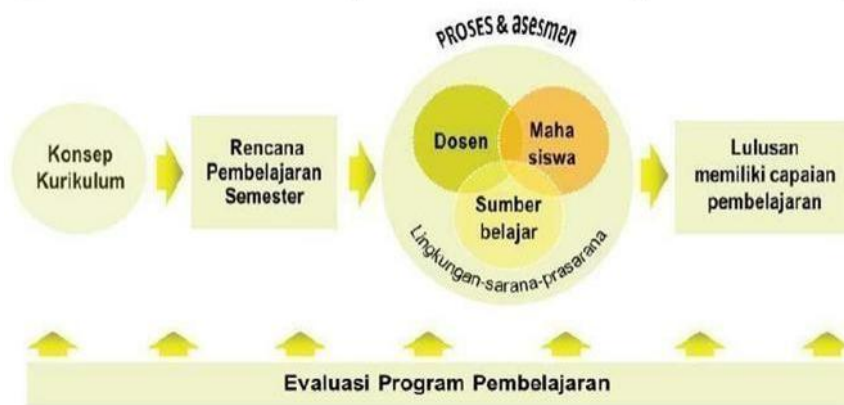 PROSES & asesmen
Konsep
Kurikulum
Rencana
Pembelajaran
Semester
Dosen
Maha
siswa
Sumber
belajar
Lingkungan-sarana-prasarana
Lulusan
memiliki capaian
pembelajaran
Evaluasi Program Pembelajaran